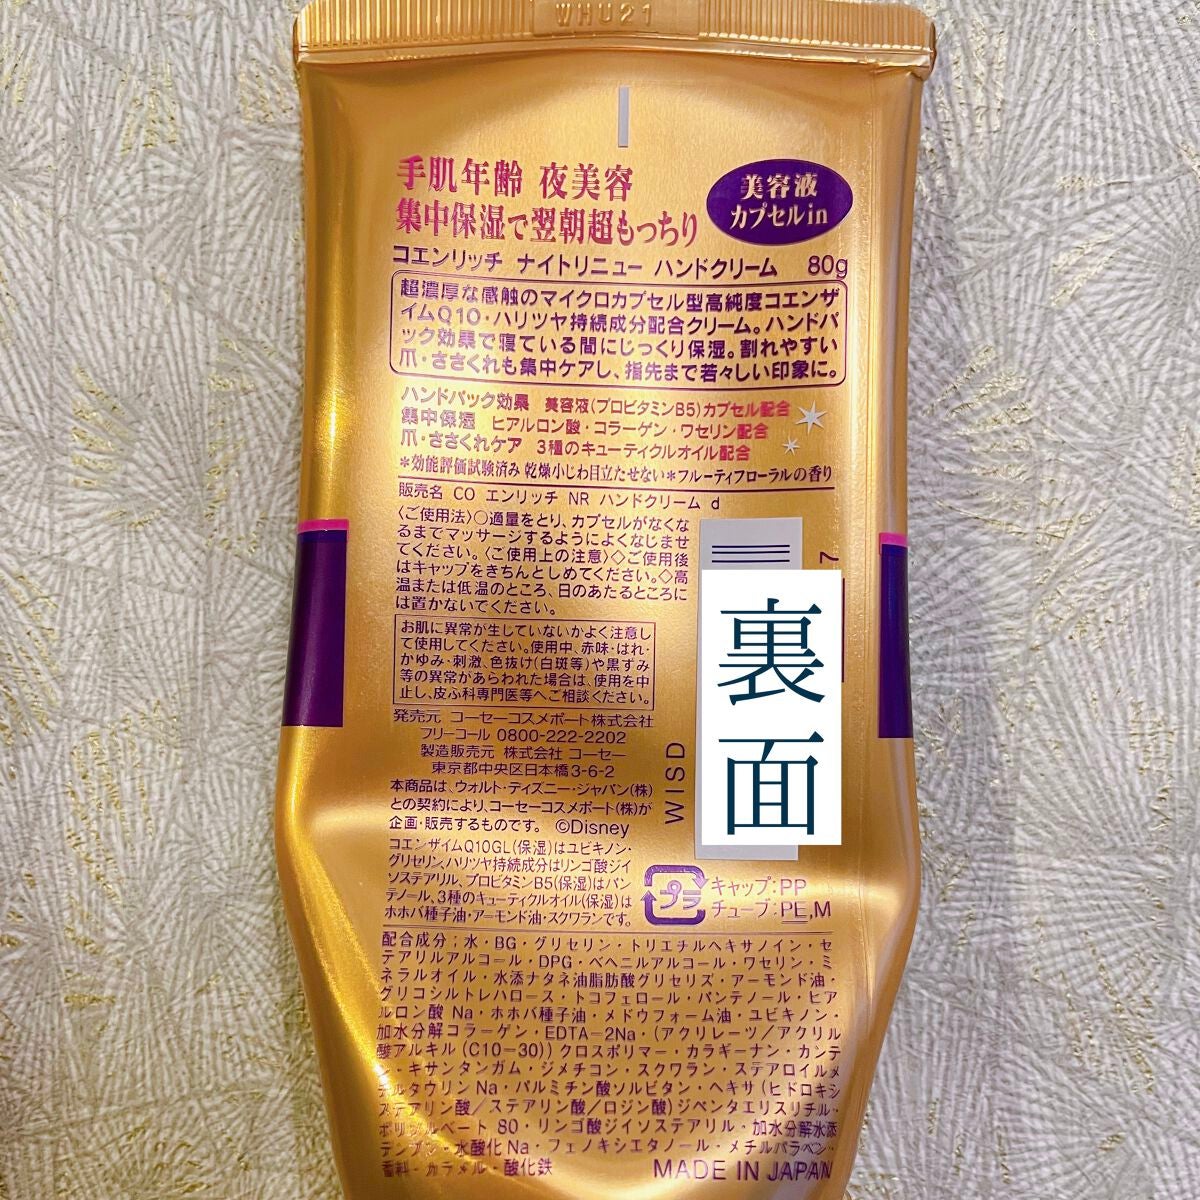 WHU21
手肌年齢 夜美容
集中保湿で翌朝超もっちり
美容液
カプセルin
コエンリッチ ナイトリニュー ハンドクリーム 80g
超濃厚な感触のマイクロカプセル型高純度コエンザ
イムQ10・ハリツヤ持続成分配合クリーム。ハンドパ
ック効果で寝ている間にじっくり保湿。割れやすい
爪・ささくれも集中ケアし、指先まで若々しい印象に。
ハンドパック効果 美容液(プロビタミンB5)カプセル配合
集中保湿 ヒアルロン酸・コラーゲン・ワセリン配合
爪・ささくれケア 3種のキューティクルオイル配合
*効能評価試験済み 乾燥小じわ目立たせない*フルーティフローラルの香り
販売名 CO エンリッチ NR ハンドクリーム d
〈ご使用法〉○適量をとり、カプセルがなくな
るまでマッサージするようによくなじませ
てください。〈ご使用上の注意〉◇ご使用後
はキャップをきちんとしめてください。◇高
温または低温のところ、日のあたるところに
は置かないでください。
お肌に異常が生じていないかよく注意し
て使用してください。使用中、赤味・はれ・
かゆみ・刺激、色抜け(白斑等)や黒ずみ
等の異常があらわれた場合は、使用を中
止し、皮ふ科専門医等へご相談ください。
発売元 コーセーコスメポート株式会社
フリーコール 0800-222-2202
製造販売元 株式会社 コーセー
東京都中央区日本橋3-6-2
本商品は、ウォルト・ディズニー・ジャパン(株)
との契約により、コーセーコスメポート(株)が
企画・販売するものです。 ©Disney
7
WISD
裏面
コエンザイムQ10GL(保湿)はユビキノン・
グリセリン、ハリツヤ持続成分はリンゴ酸ジイ
ソステアリル、プロビタミンB5(保湿)はパン
テノール、3種のキューティクルオイル(保湿)は
ホホバ種子油・アーモンド油・スクワランです。
プラ
キャップ:PP
チューブ:PE,M
配合成分;水・BG・グリセリン・トリエチルヘキサノイン・セ
テアリルアルコール・DPG・ベヘニルアルコール・ワセリン・ミ
ネラルオイル・水添ナタネ油脂肪酸グリセリズ・アーモンド油・
グリコシルトレハロース・トコフェロール・パンテノール・ヒア
ルロン酸 Na・ホホバ種子油・メドウフォーム油・ユビキノン・
加水分解コラーゲン・EDTA-2Na・(アクリレーツ/アクリル
酸アルキル(C10-30))クロスポリマー・カラギーナン・カンテ
ン・キサンタンガム・ジメチコン・スクワラン・ステアロイルメ
チルタウリンNa・パルミチン酸ソルビタン・ヘキサ(ヒドロキシ
ステアリン酸/ステアリン酸/ロジン酸)ジペンタエリスリチル・
ポリソルベート 80・リンゴ酸ジイソステアリル・加水分解水添
デンプン・水酸化Na・フェノキシエタノール・メチルパラベン・
香料・カラメル・酸化鉄
MADE IN JAPAN